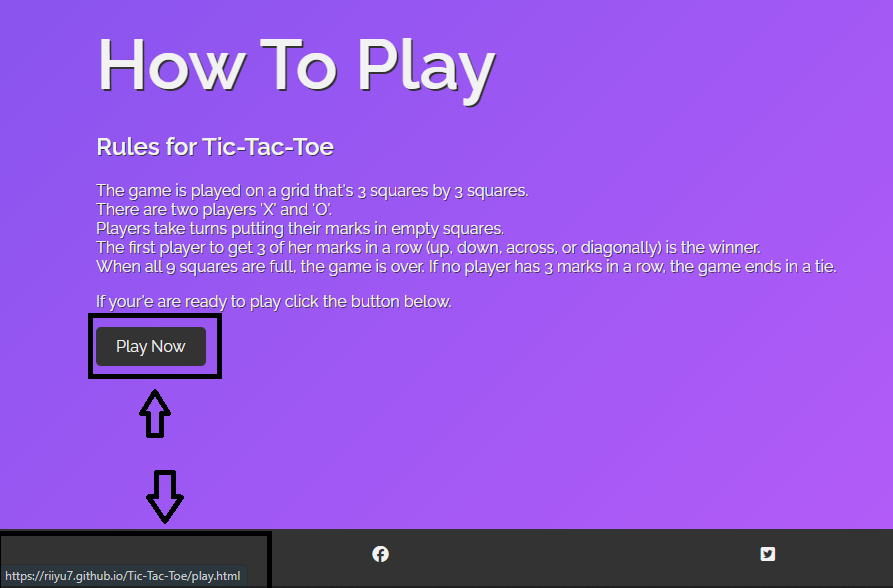 How To Play
Rules for Tic-Tac-Toe
The game is played on a grid that's 3 squares by 3 squares.
There are two players 'X' and 'O'.
Players take turns putting their marks in empty squares.
The first player to get 3 of her marks in a row (up, down, across, or diagonally) is the winner.
When all 9 squares are full, the game is over. If no player has 3 marks in a row, the game ends in a tie.
If your'e are ready to play click the button below.
Play Now
https://riiyu7.github.io/Tic-Tac-Toe/play.html